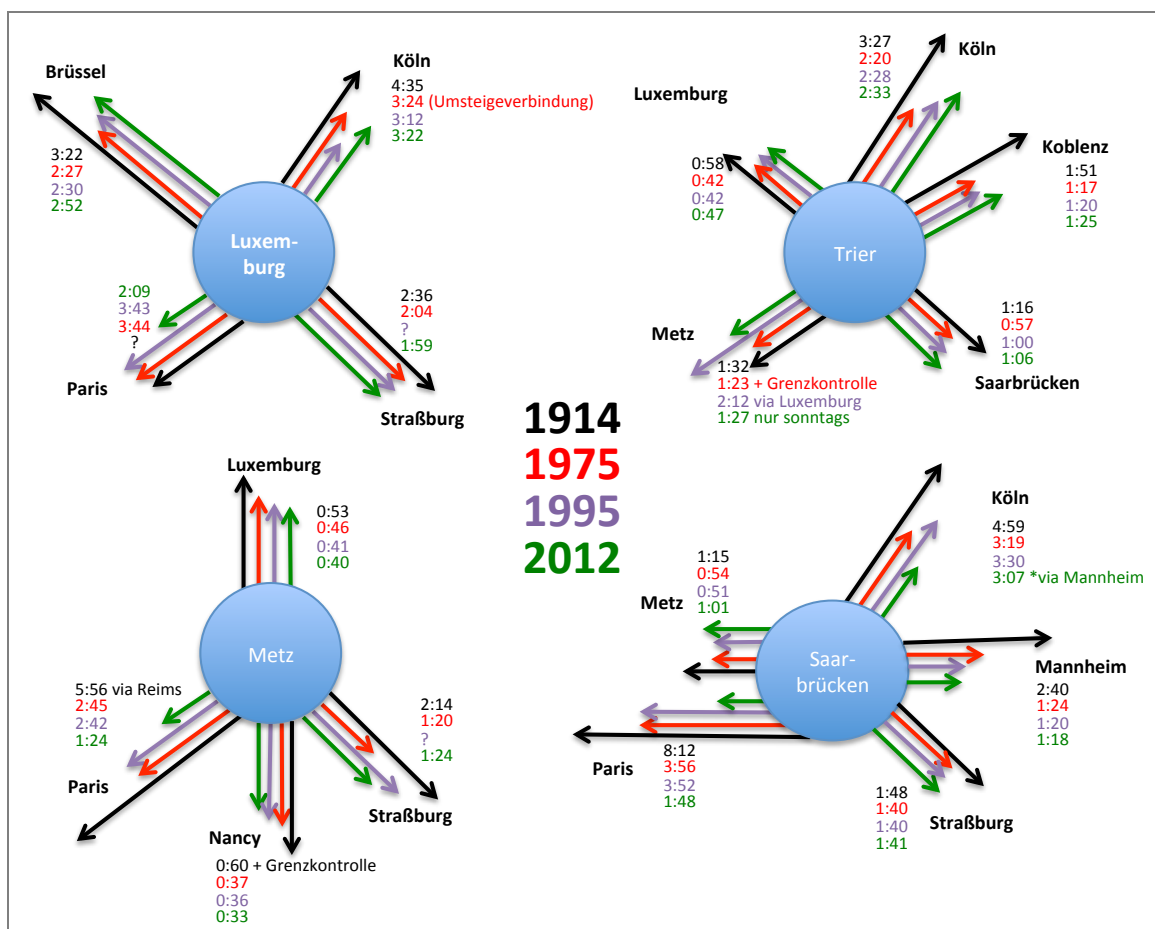 Brüssel
3:22
2:27
2:30
2:52
Köln
4:35
3:24 (Umsteigeverbindung)
3:12
3:22
Luxem-
burg
2:09
3:43
3:44
?
Paris
2:36
2:04
?
1:59
Straßburg
Luxemburg
0:58
0:42
0:42
0:47
3:27
2:20
2:28
2:33
Köln
Koblenz
1:51
1:17
1:20
1:25
Trier
Metz
1:32
1:23 + Grenzkontrolle
2:12 via Luxemburg
1:27 nur sonntags
1:16
0:57
1:00
1:06
Saarbrücken
1914
1975
1995
2012
Luxemburg
0:53
0:46
0:41
0:40
Metz
5:56 via Reims
2:45
2:42
1:24
Paris
2:14
1:20
?
1:24
Straßburg
Nancy
0:60 + Grenzkontrolle
0:37
0:36
0:33
Köln
4:59
3:19
3:30
3:07 *via Mannheim
1:15
0:54
0:51
1:01
Metz
Saar-
brücken
Mannheim
2:40
1:24
1:20
1:18
Paris
8:12
3:56
3:52
1:48
1:48
1:40
1:40
1:41
Straßburg